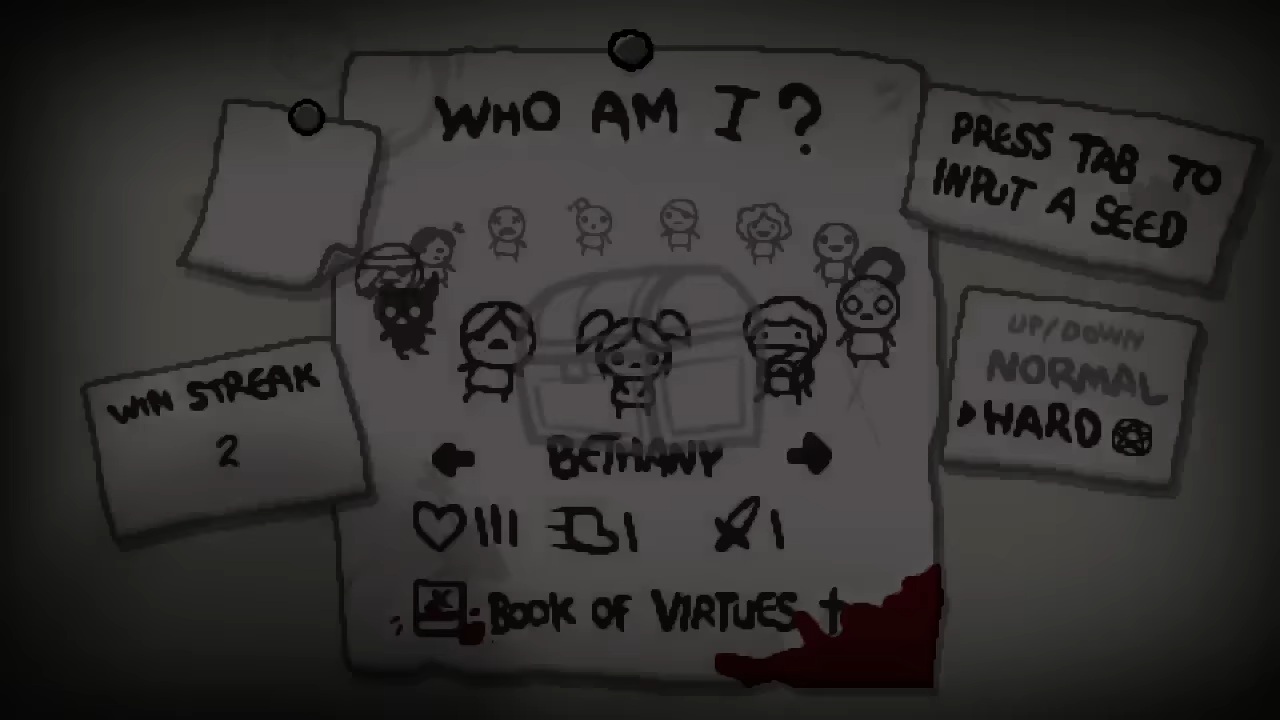 WHO AM I?
PRESS TAB TO
INPUT A SEED
UP/DOWN
NORMAL
HARD
WIN STREAK
2
BETHANY
BOOK OF VIRTUES